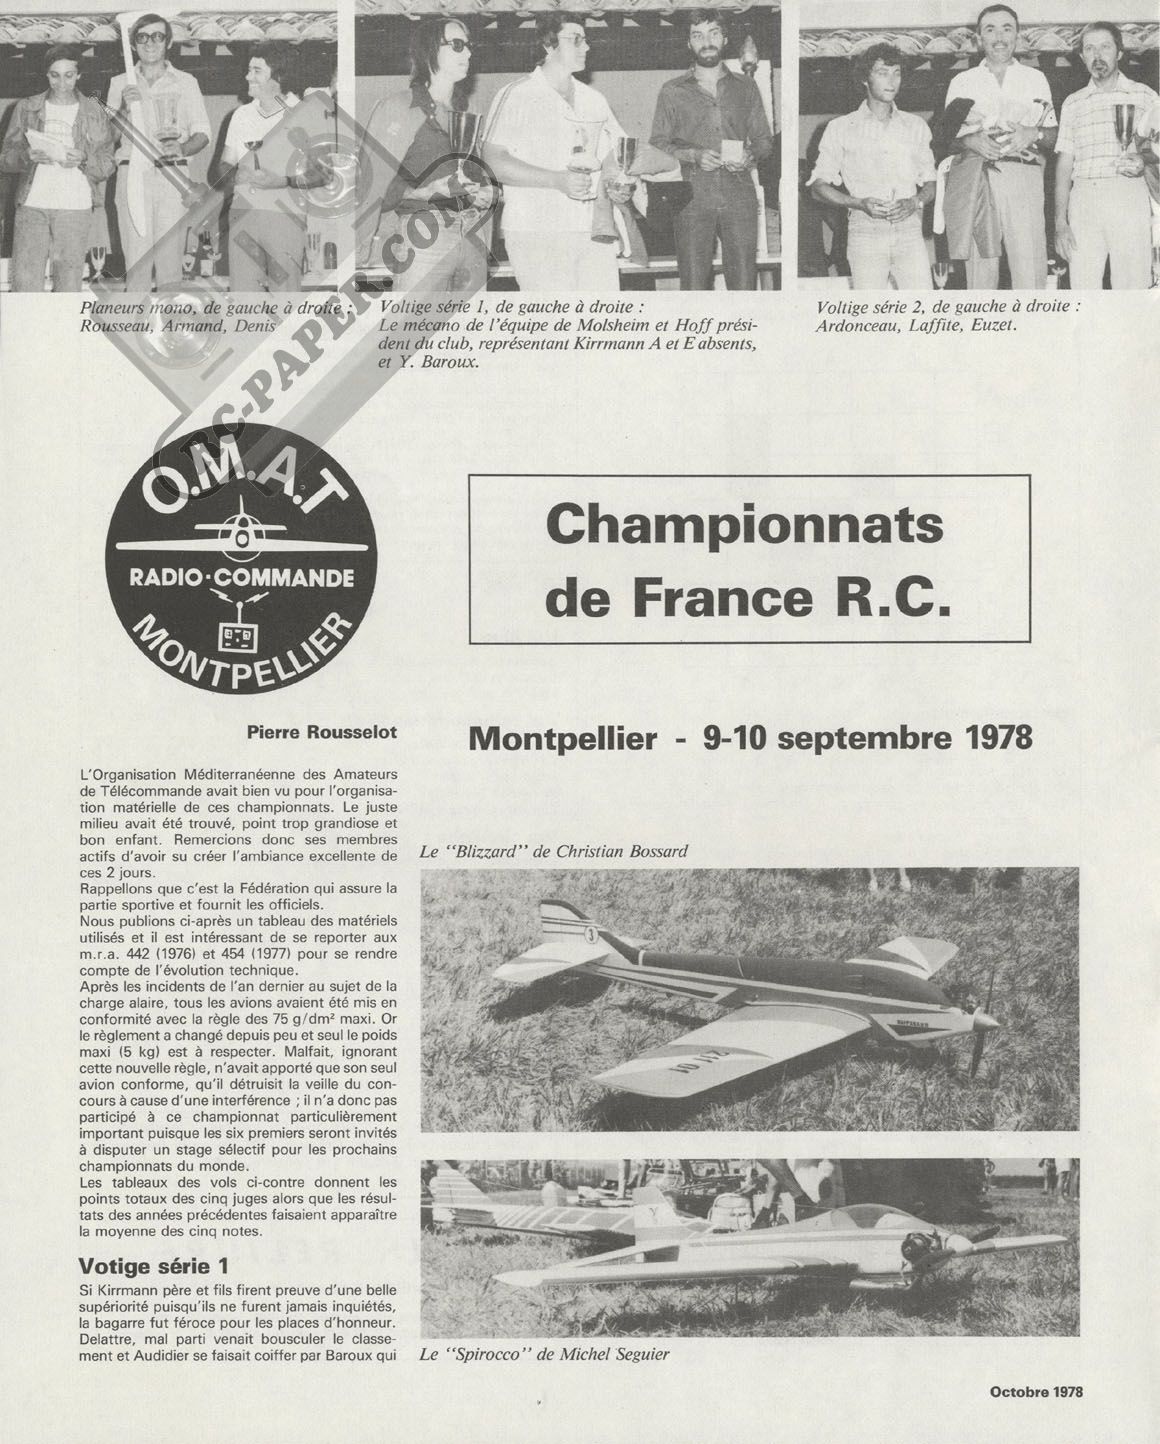 Planeurs mono, de gauche à droite :
Rousseau, Armand, Denis
Voltige série 1, de gauche à droite :
Le mécano de l'équipe de Molsheim et Hoff prési-
dent du club, représentant Kirrmann A et E absents,
et Y. Baroux.
Voltige série 2, de gauche à droite :
Ardonceau, Laffite, Euzet.
RC-PAPER.COM
O.M.A.T
RADIO-COMMANDE
MONTPELLIER
Championnats
de France R.C.
Pierre Rousselot
Montpellier - 9-10 septembre 1978
L'Organisation Méditerranéenne des Amateurs
de Télécommande avait bien vu pour l'organisa-
tion matérielle de ces championnats. Le juste
milieu avait été trouvé, point trop grandiose et
bon enfant. Remercions donc ses membres
actifs d'avoir su créer l'ambiance excellente de
ces 2 jours.
Rappellons que c'est la Fédération qui assure la
partie sportive et fournit les officiels.
Nous publions ci-après un tableau des matériels
utilisés et il est intéressant de se reporter aux
m.r.a. 442 (1976) et 454 (1977) pour se rendre
compte de l'évolution technique.
Après les incidents de l'an dernier au sujet de la
charge alaire, tous les avions avaient été mis en
conformité avec la règle des 75 g/dm² maxi. Or
le règlement a changé depuis peu et seul le poids
maxi (5 kg) est à respecter. Malfait, ignorant
cette nouvelle règle, n'avait apporté que son seul
avion conforme, qu'il détruisit la veille du con-
cours à cause d'une interférence ; il n'a donc pas
participé à ce championnat particulièrement
important puisque les six premiers seront invités
à disputer un stage sélectif pour les prochains
championnats du monde.
Les tableaux des vols ci-contre donnent les
points totaux des cinq juges alors que les résul-
tats des années précédentes faisaient apparaître
la moyenne des cinq notes.
Votige série 1
Si Kirrmann père et fils firent preuve d'une belle
supériorité puisqu'ils ne furent jamais inquiétés,
la bagarre fut féroce pour les places d'honneur.
Delattre, mal parti venait bousculer le classe-
ment et Audidier se faisait coiffer par Baroux qui
Le "Blizzard" de Christian Bossard
3
Le "Spirocco" de Michel Seguier
Octobre 1978